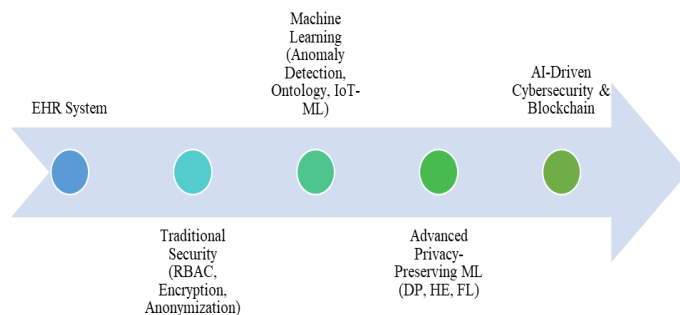 EHR System
Traditional
Security
(RBAC,
Encryption,
Anonymization)
Machine
Learning
(Anomaly
Detection,
Ontology, IoT-
ML)
Advanced
Privacy-
Preserving ML
(DP, HE, FL)
AI-Driven
Cybersecurity &
Blockchain